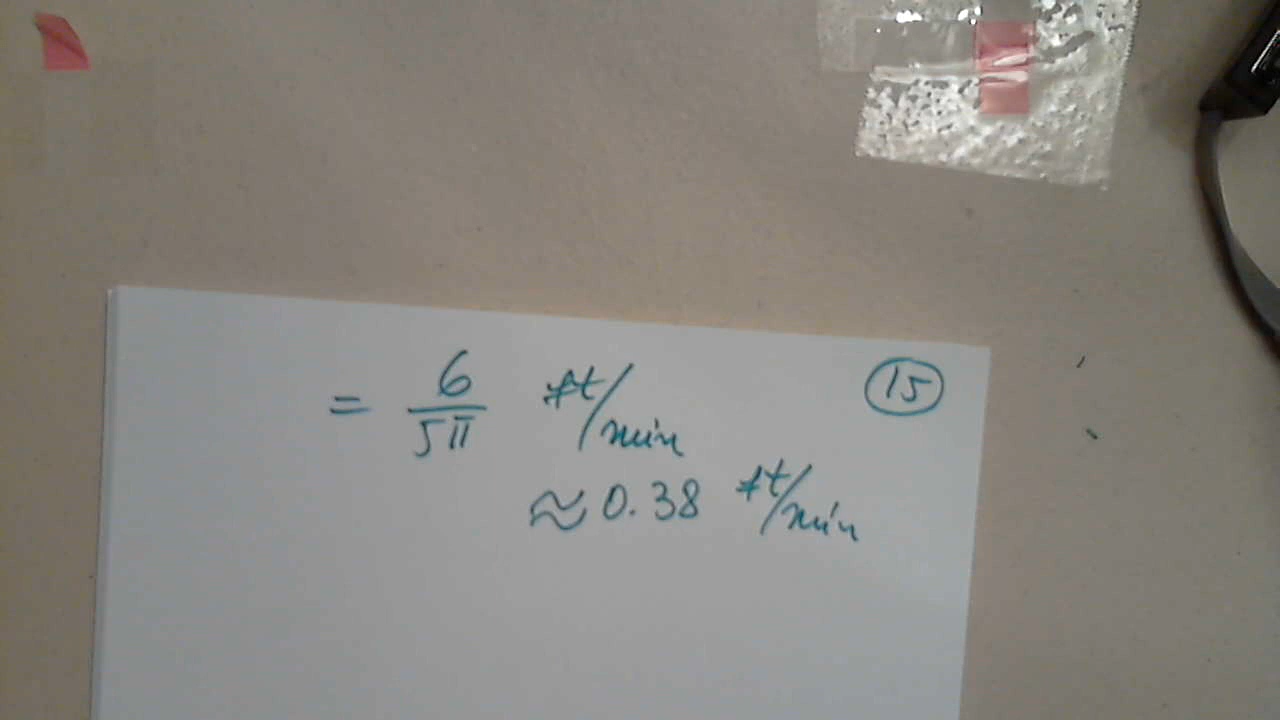 = 6/5π ft/min
15
≈ 0.38 ft/min